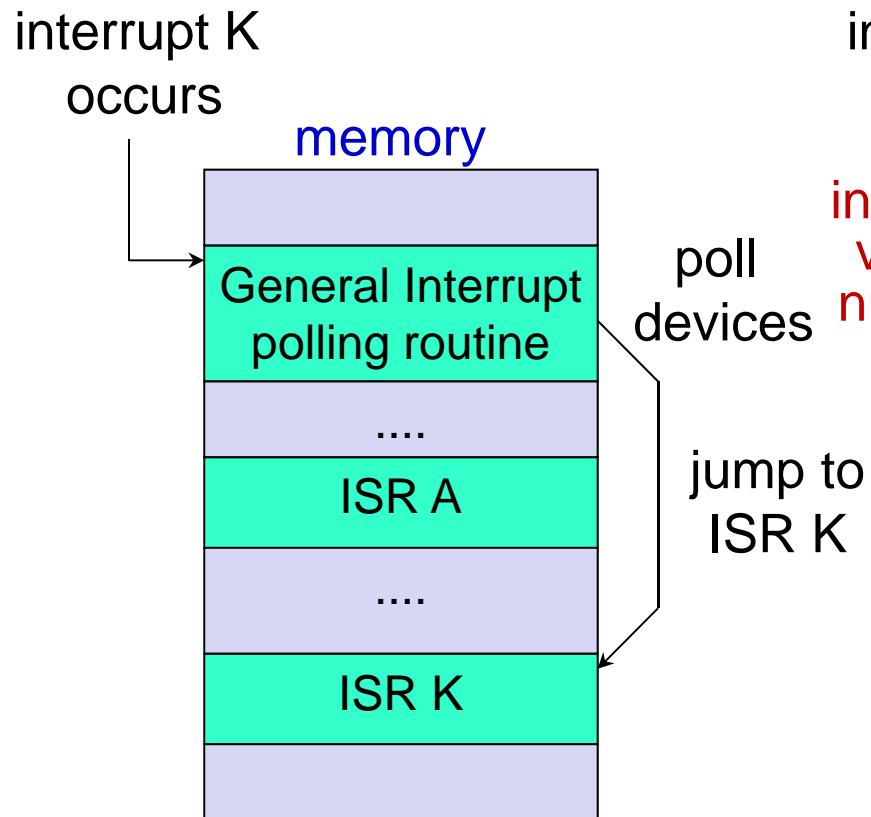 interrupt K
occurs
memory
General Interrupt
polling routine
poll
devices
....
ISR A
jump to
ISR K
....
ISR K